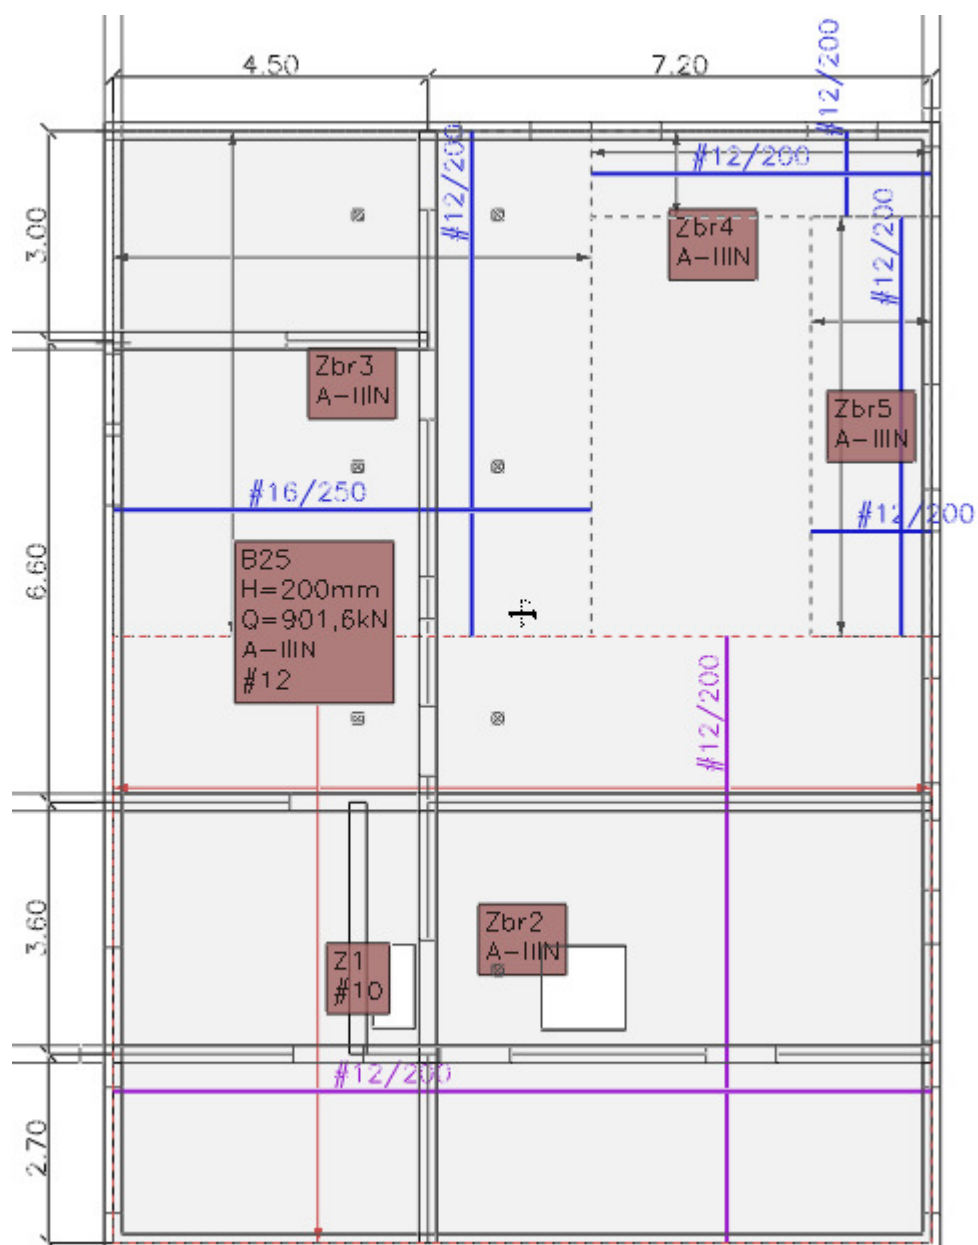 4.50
7.20
#12/200
#12/200
#12/200
3.00
#12/200
Zbr4
A-IIIN
Zbr3
A-IIIN
Zbr5
A-IIIN
#16/250
#12/200
6.60
B25
H=200mm
Q=901,6kN
A-IIIN
#12
#12/200
3.60
Zbr2
A-IIIN
Z1
#10
#12/200
2.70